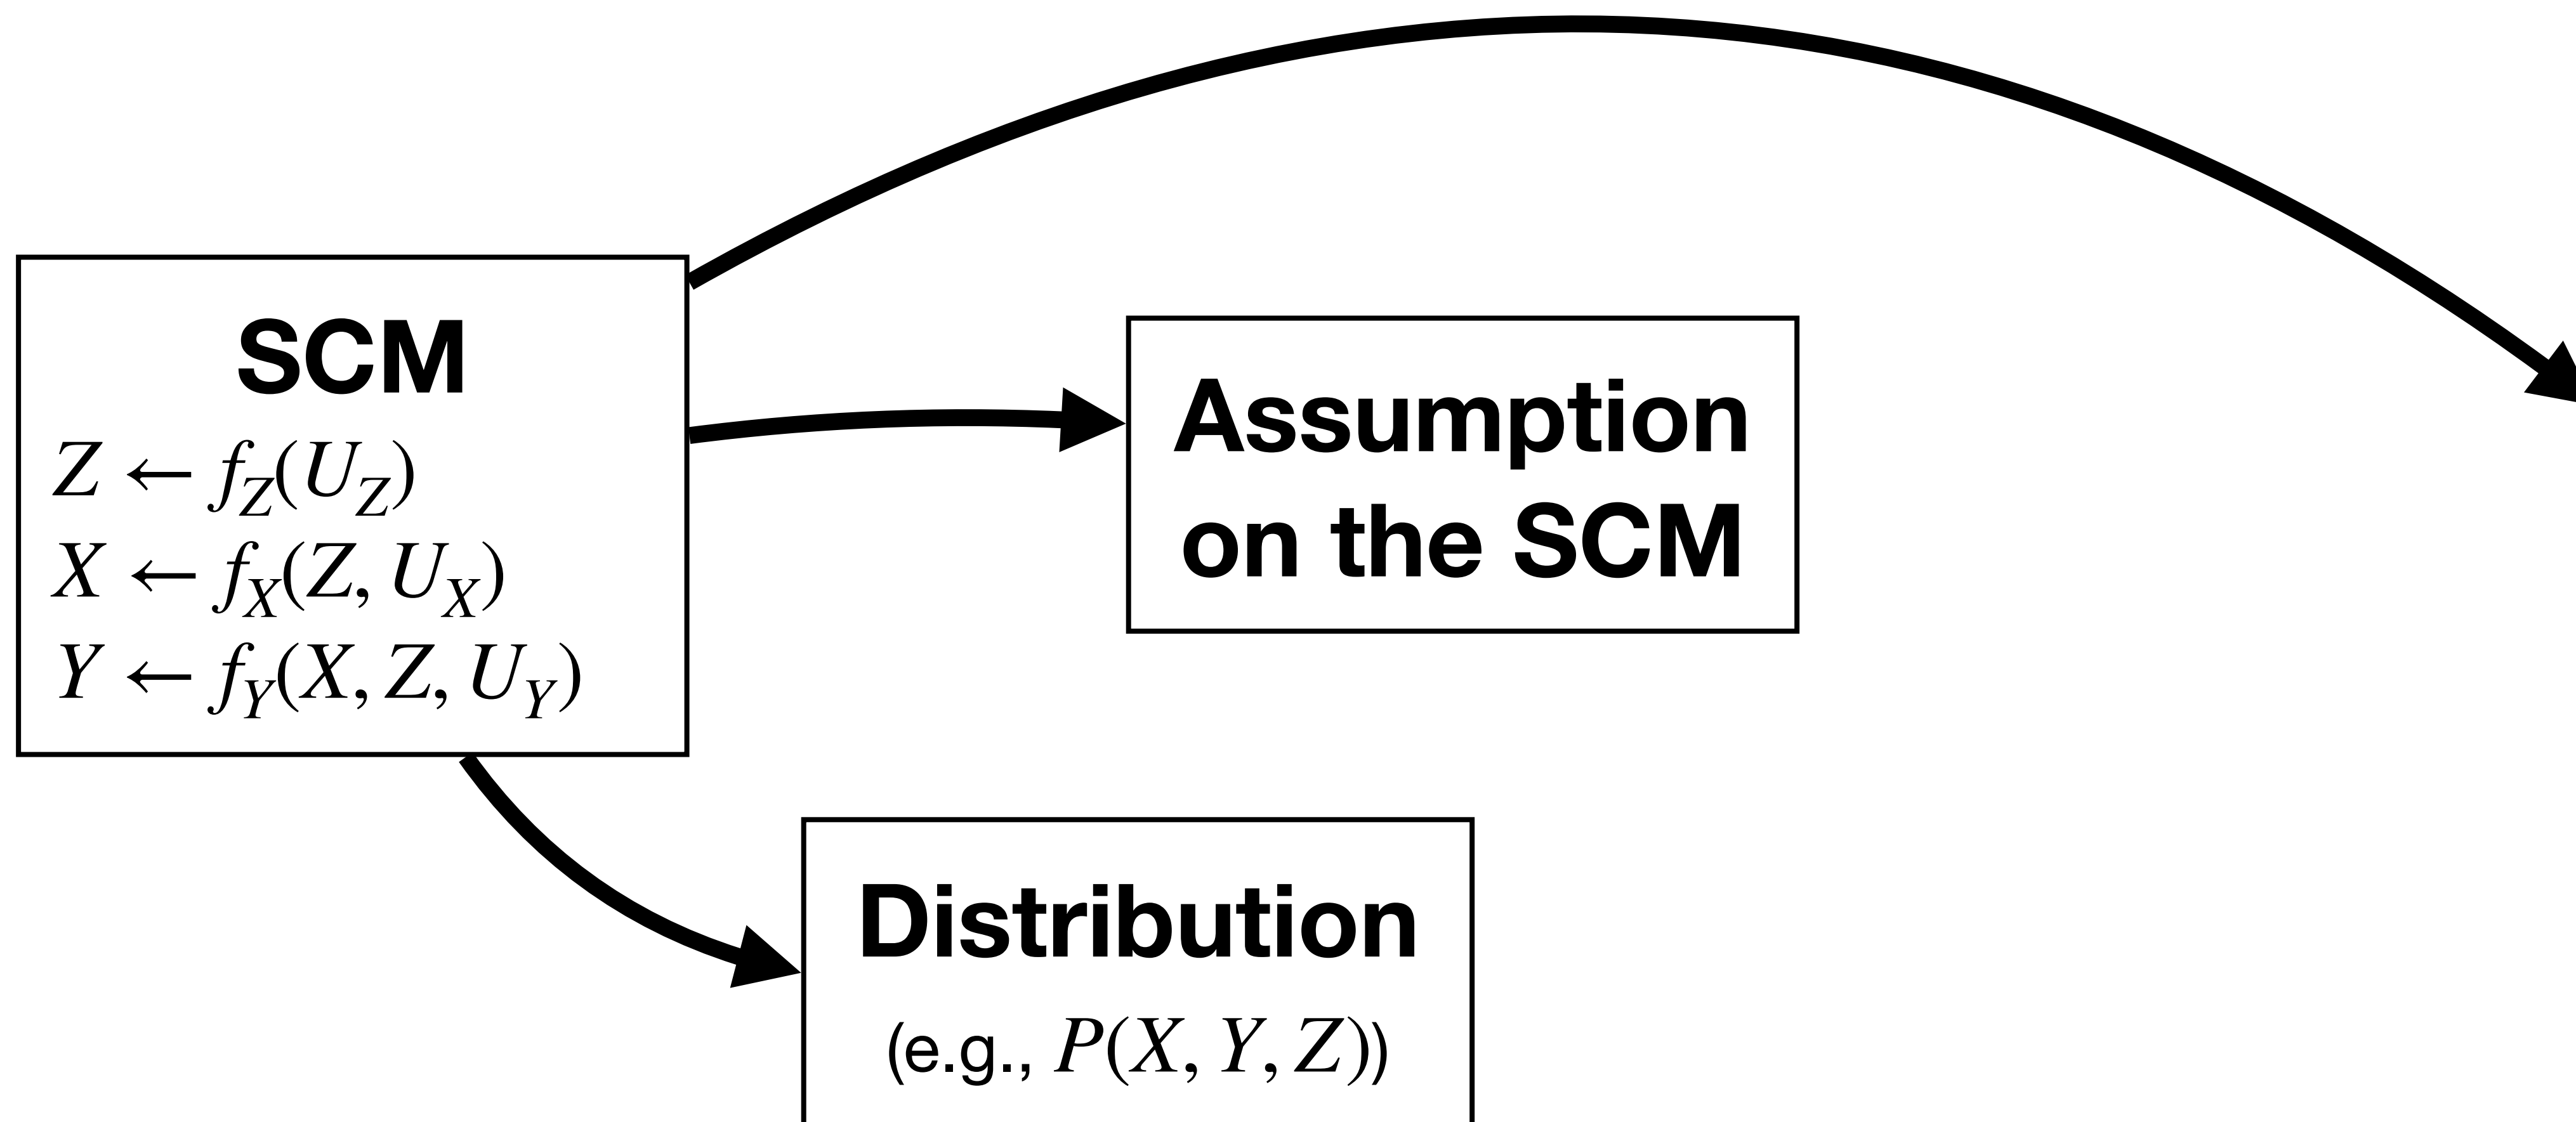 SCM
Z ← f_Z(U_Z)
X ← f_X(Z, U_X)
Y ← f_Y(X, Z, U_Y)
Assumption
on the SCM
Distribution
(e.g., P(X, Y, Z))